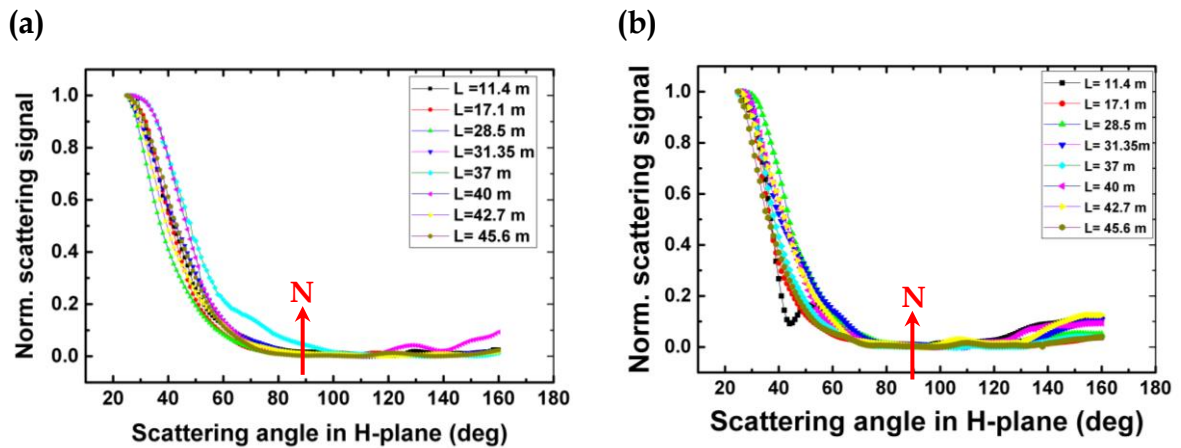 (a)
Norm. scattering signal
1.0
0.8
0.6
0.4
0.2
0.0
20 40 60 80 100 120 140 160 180
Scattering angle in H-plane (deg)
L =11.4 m
L=17.1 m
L=28.5 m
L=31.35 m
L=37 m
L=40 m
L=42.7 m
L= 45.6 m
N
(b)
Norm. scattering signal
1.0
0.8
0.6
0.4
0.2
0.0
20 40 60 80 100 120 140 160 180
Scattering angle in H-plane (deg)
L= 11.4 m
L= 17.1 m
L= 28.5 m
L= 31.35m
L= 37 m
L= 40 m
L= 42.7 m
L= 45.6 m
N